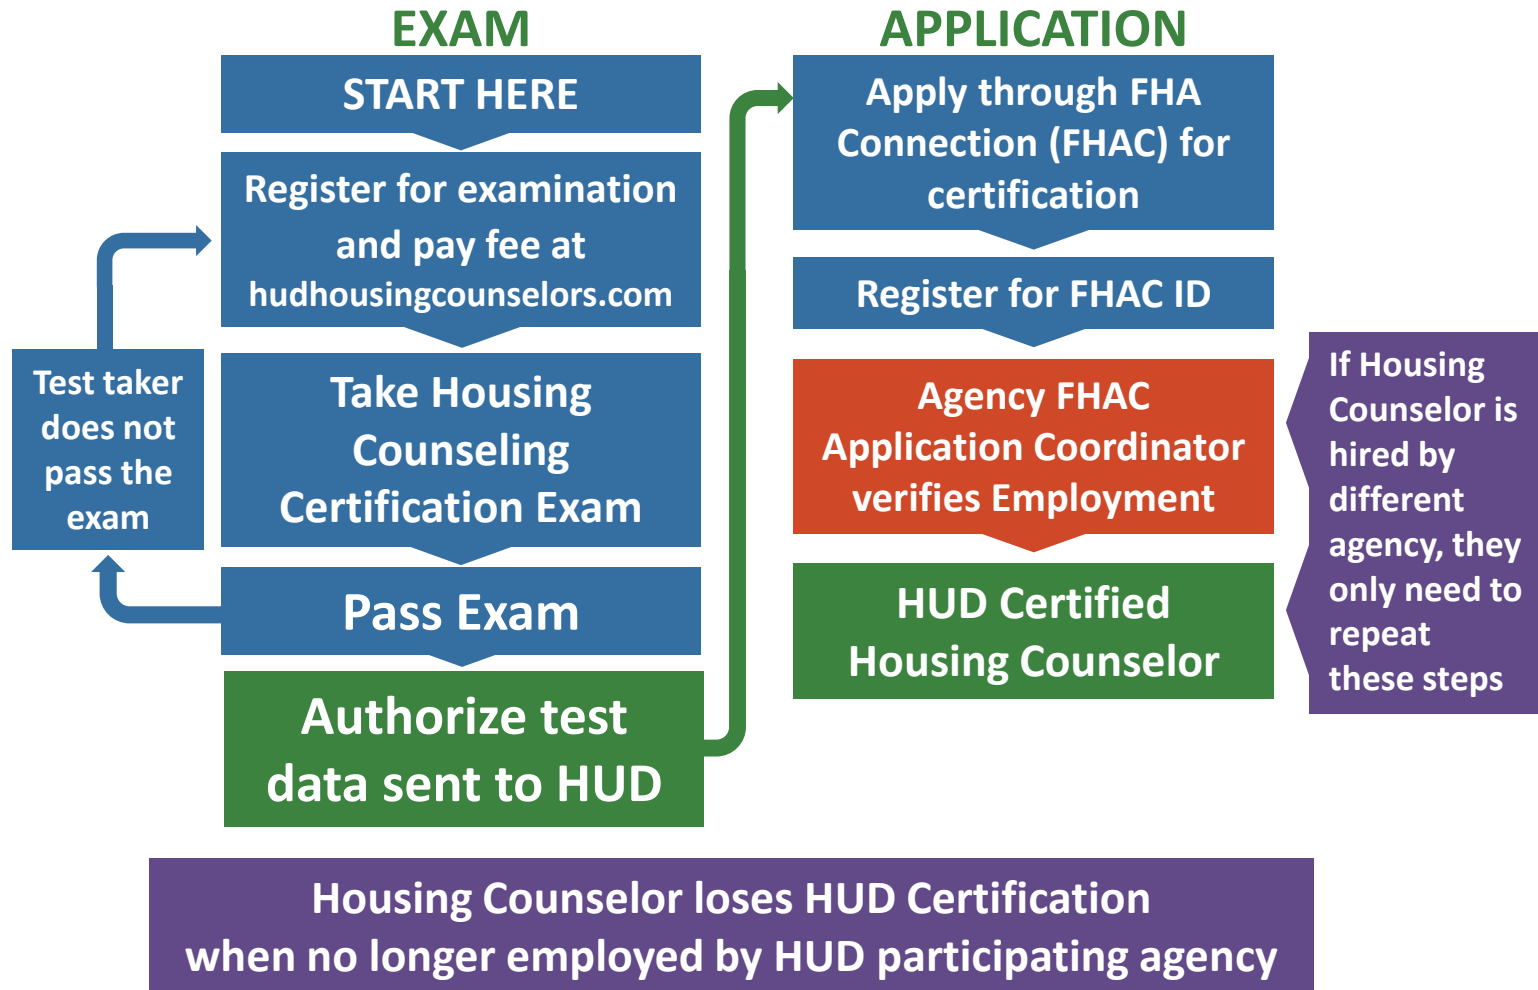 EXAM
START HERE
Register for examination
and pay fee at
hudhousingcounselors.com
Take Housing
Counseling
Certification Exam
Pass Exam
Test taker
does not
pass the
exam
Authorize test
data sent to HUD
APPLICATION
Apply through FHA
Connection (FHAC) for
certification
Register for FHAC ID
Agency FHAC
Application Coordinator
verifies Employment
HUD Certified
Housing Counselor
If Housing
Counselor is
hired by
different
agency, they
only need to
repeat
these steps
Housing Counselor loses HUD Certification
when no longer employed by HUD participating agency